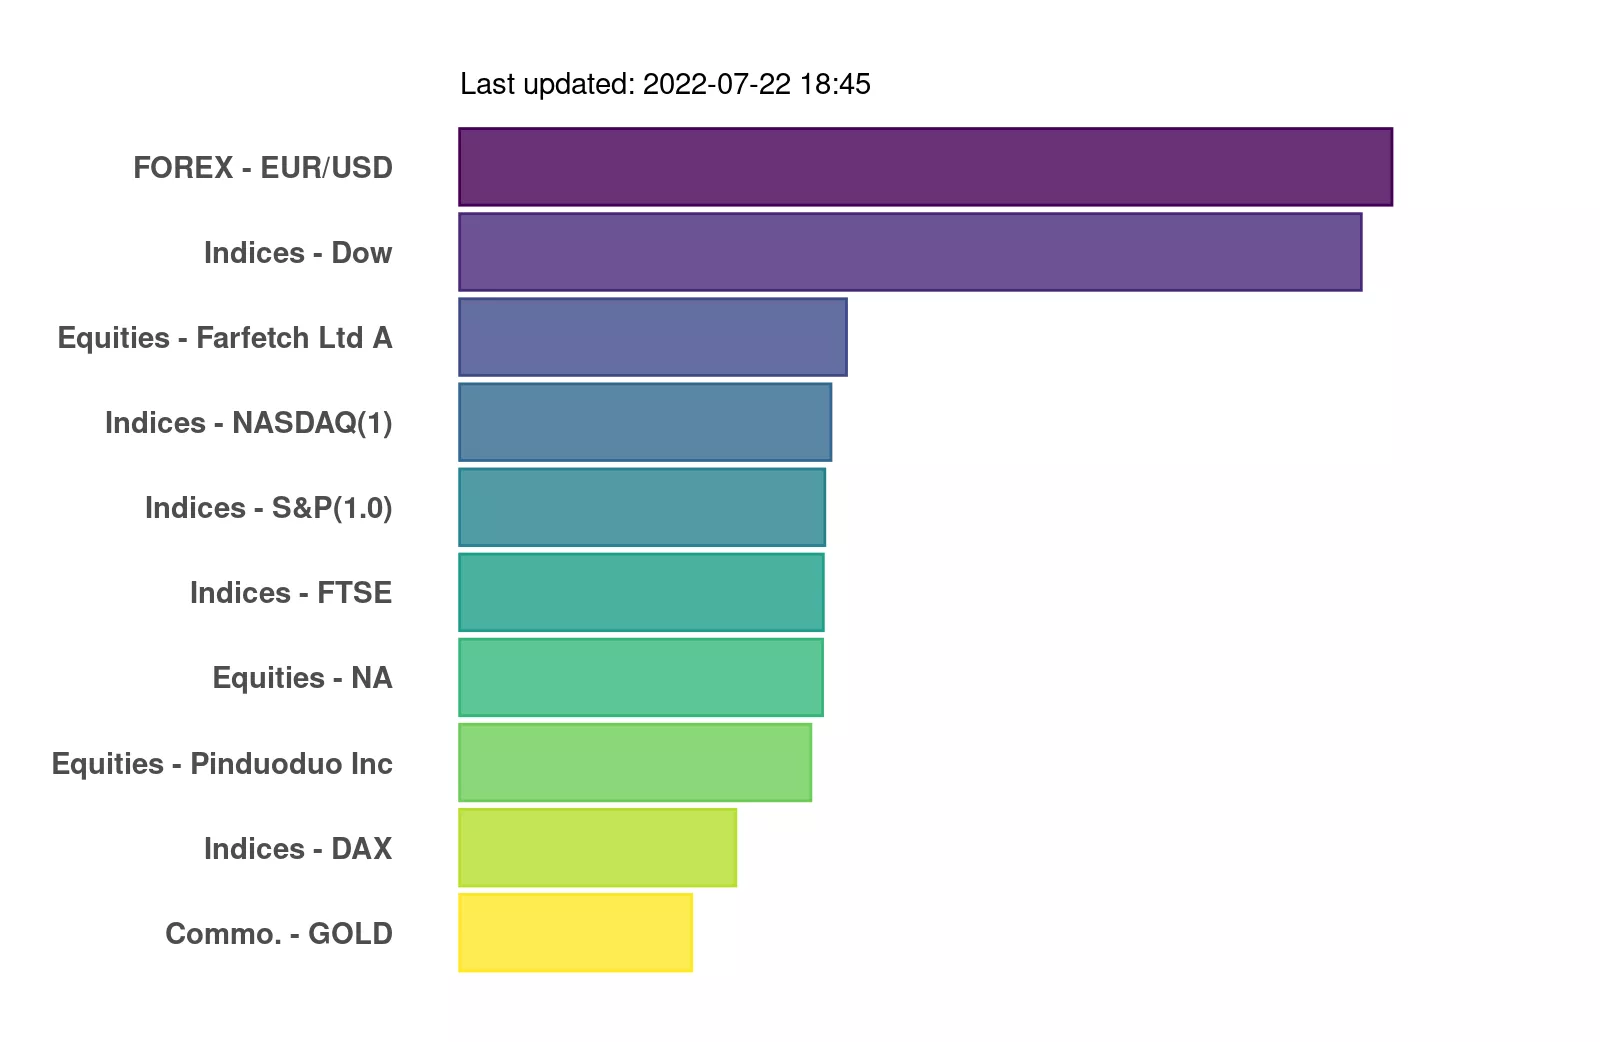 Last updated: 2022-07-22 18:45
FOREX - EUR/USD
Indices - Dow
Equities - Farfetch Ltd A
Indices - NASDAQ(1)
Indices - S&P(1.0)
Indices - FTSE
Equities - NA
Equities - Pinduoduo Inc
Indices - DAX
Commo. - GOLD